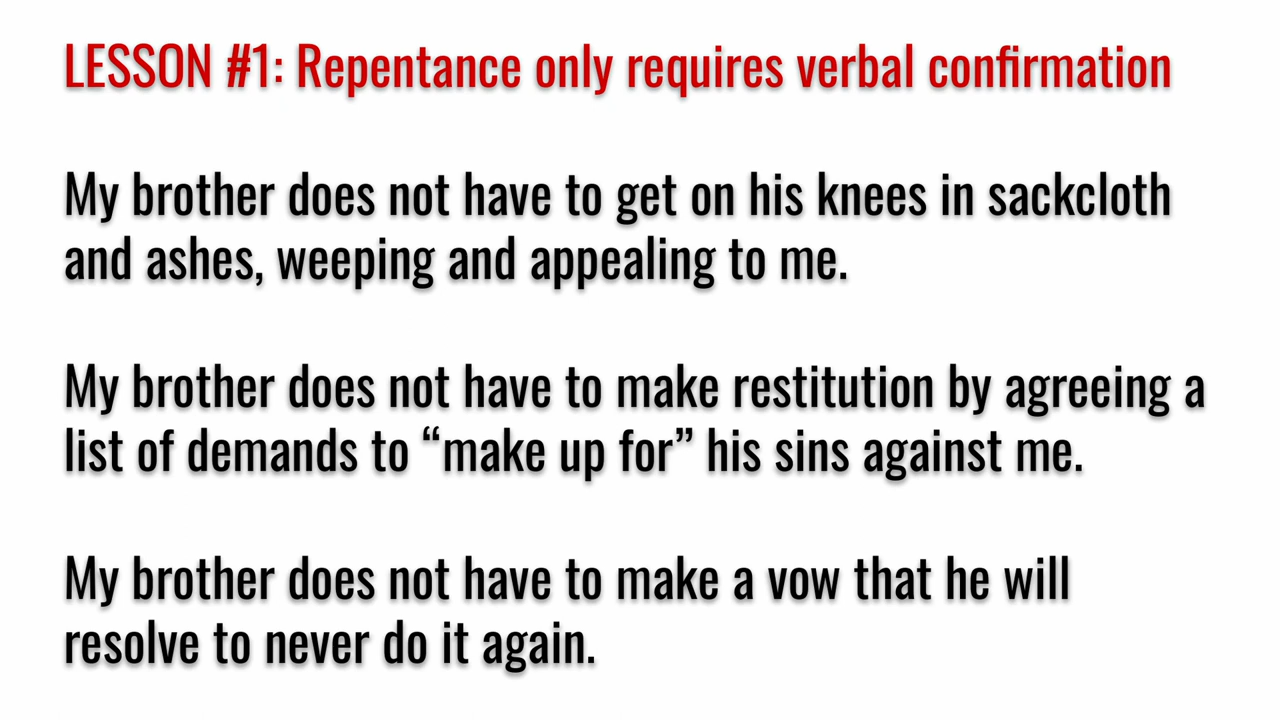 LESSON #1: Repentance only requires verbal confirmation
My brother does not have to get on his knees in sackcloth
and ashes, weeping and appealing to me.
My brother does not have to make restitution by agreeing a
list of demands to “make up for” his sins against me.
My brother does not have to make a vow that he will
resolve to never do it again.